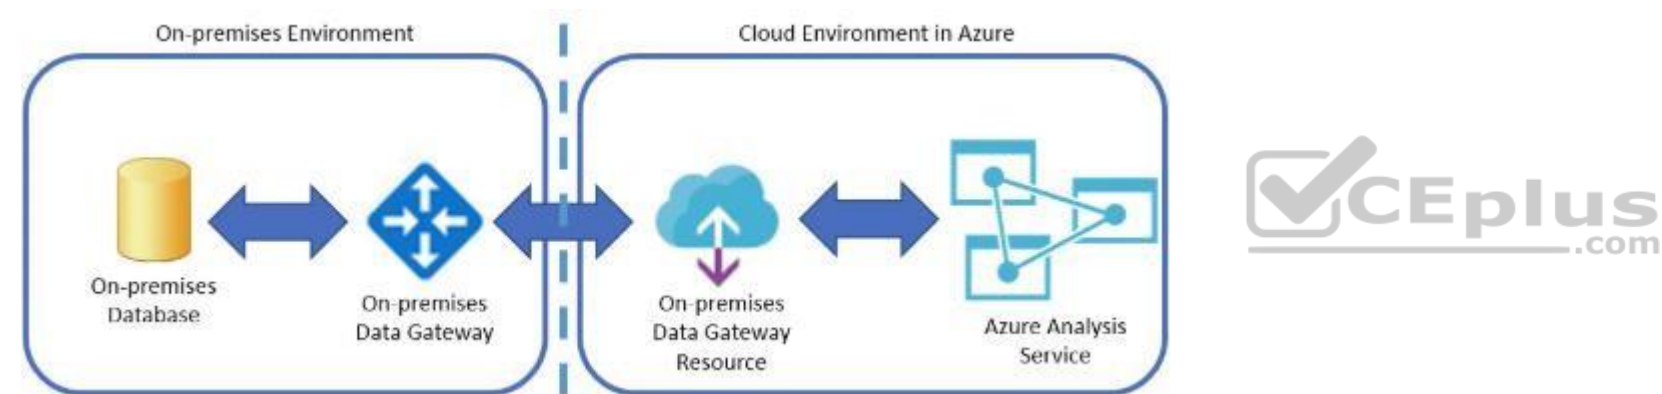 On-premises Environment
Cloud Environment in Azure
On-premises
Database
On-premises
Data Gateway
On-premises
Data Gateway
Resource
Azure Analysis
Service
CEplus
.com